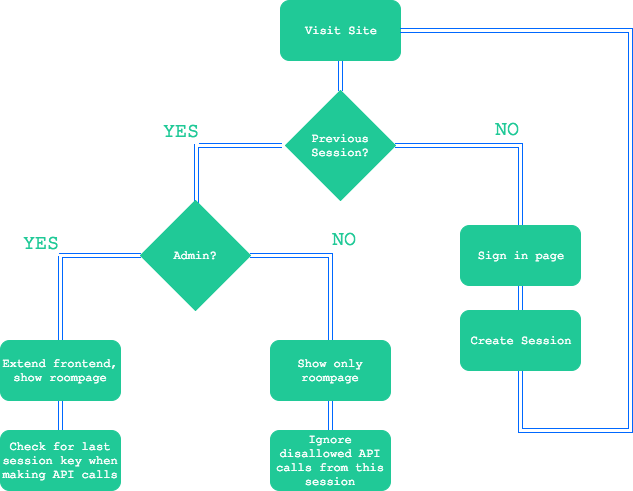 Visit Site
Previous
Session?
YES
NO
Admin?
YES
NO
Sign in page
Create Session
Extend frontend,
show roompage
Show only
roompage
Check for last
session key when
making API calls
Ignore
disallowed API
calls from this
session